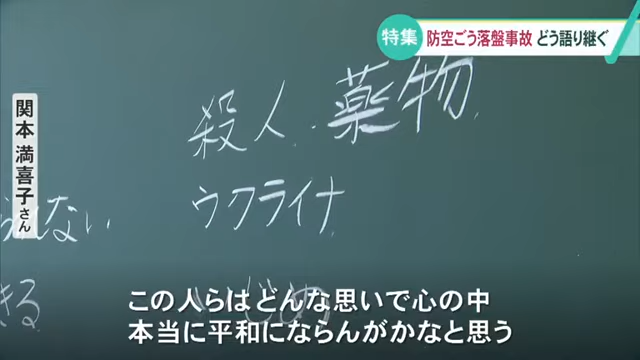 特集
防空ごう落盤事故 どう語り継ぐ
関本 満喜子さん
殺人・薬物
ウクライナ
ない
きる
いじめ
この人らはどんな思いで心の中
本当に平和にならんがかなと思う